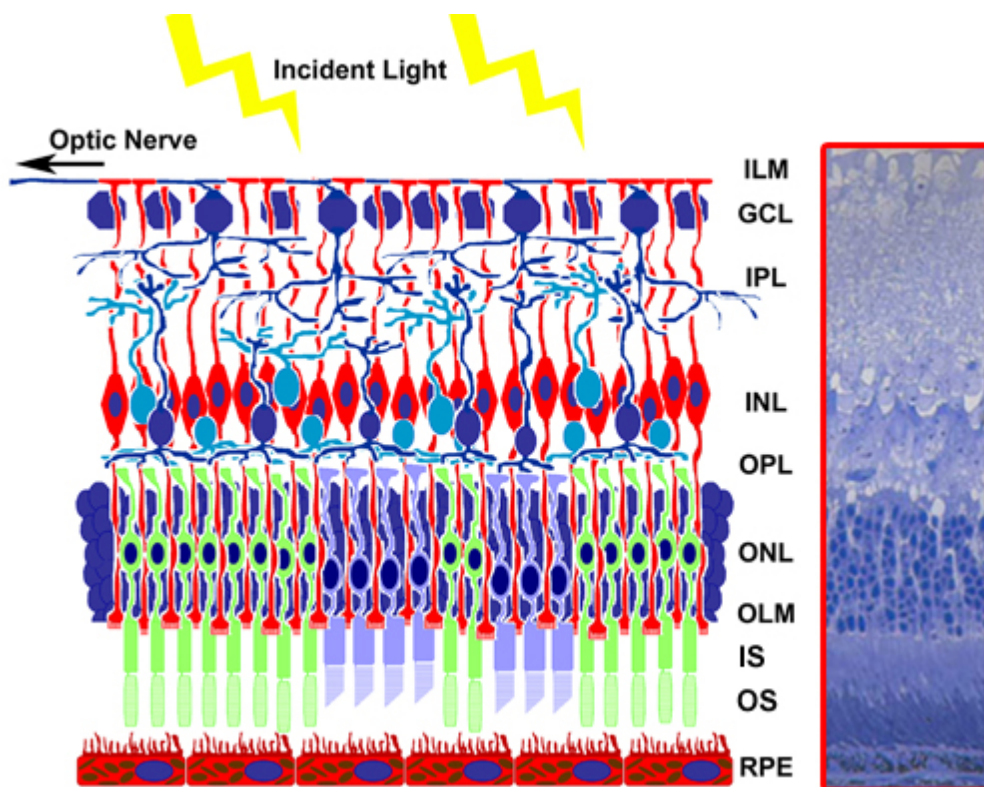 Incident Light
Optic Nerve
ILM
GCL
IPL
INL
OPL
ONL
OLM
IS
OS
RPE